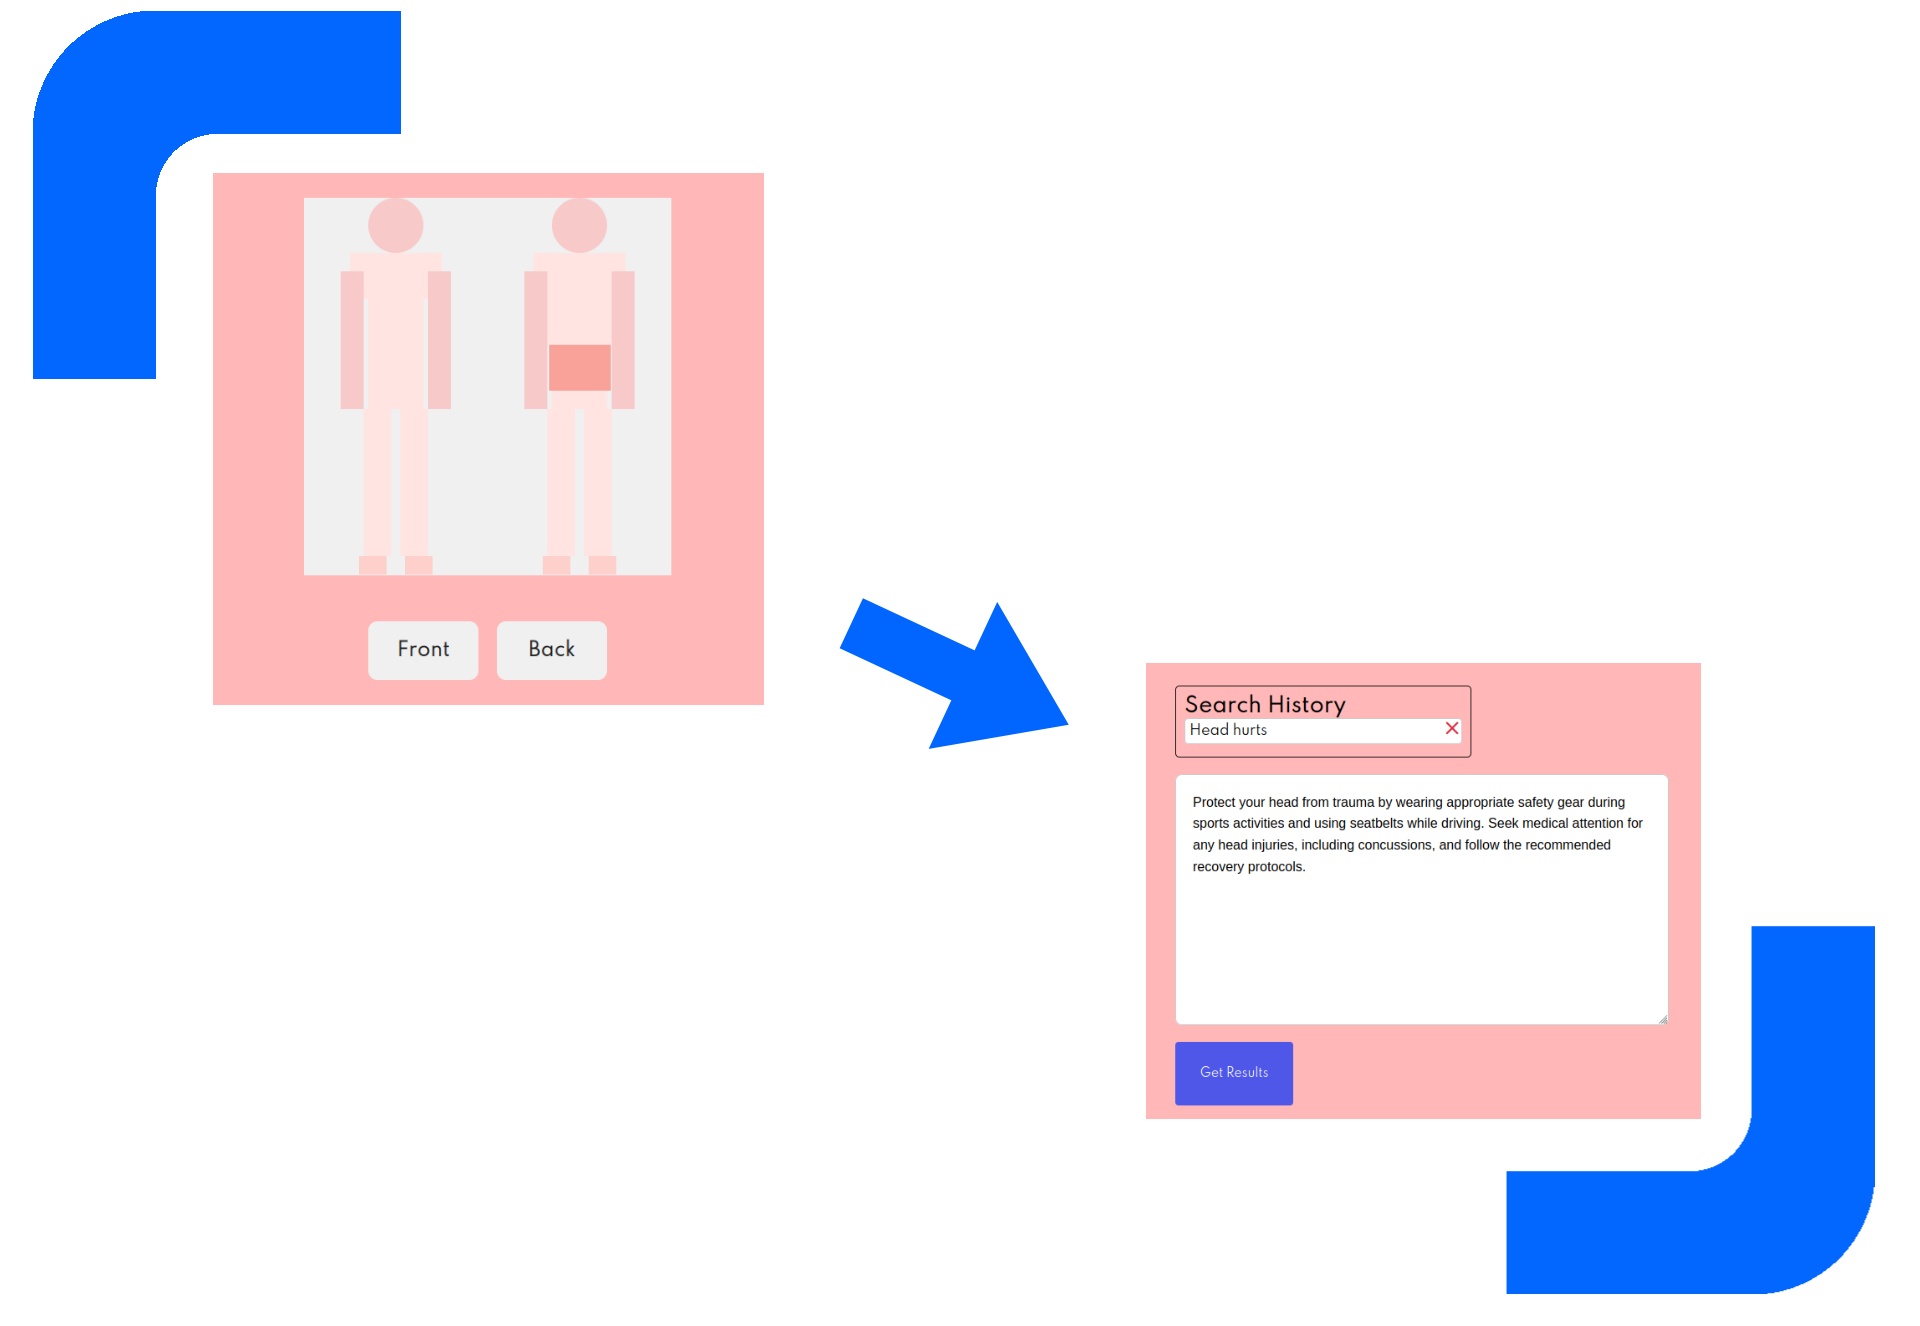 Front
Back
Search History
Head hurts
Protect your head from trauma by wearing appropriate safety gear during
sports activities and using seatbelts while driving. Seek medical attention for
any head injuries, including concussions, and follow the recommended
recovery protocols.
Get Results